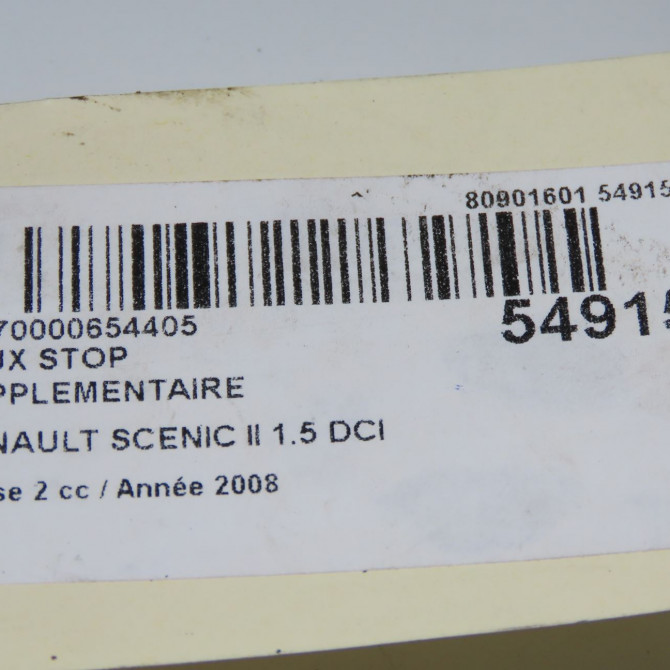 80901601 54915
54915
70000654405
UX STOP
PPLEMENTAIRE
NAULT SCENIC II 1.5 DCI
se 2 cc / Année 2008